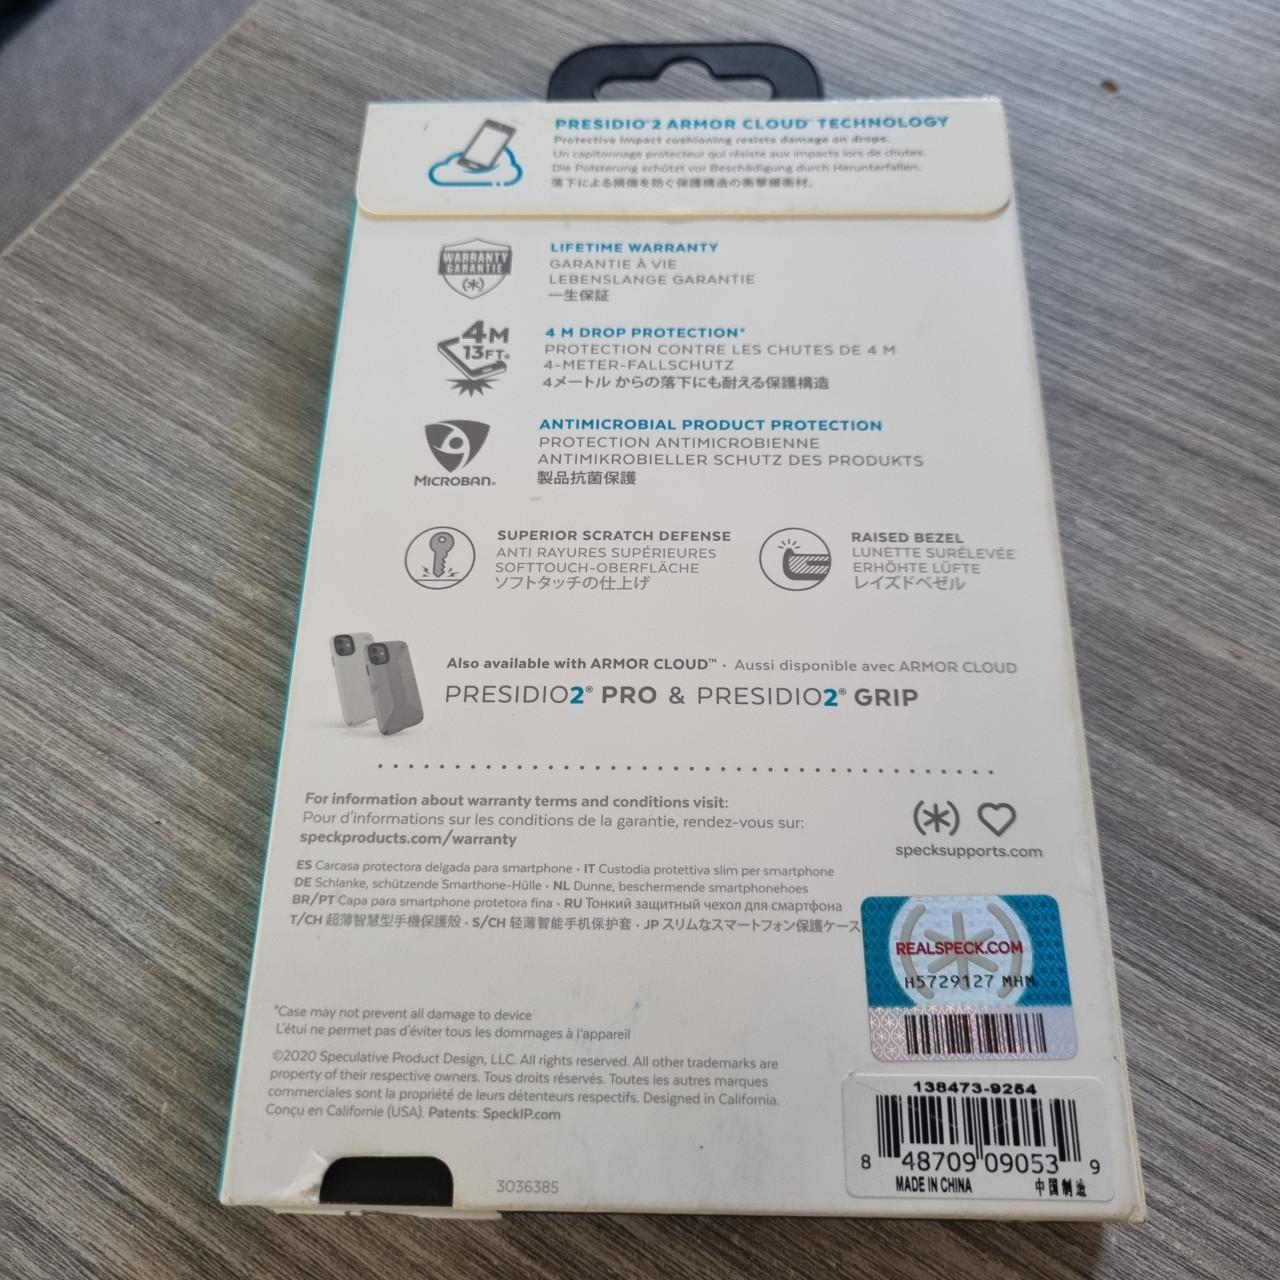 PRESIDIO®2 ARMOR CLOUD™ TECHNOLOGY
Protective impact cushioning resists damage on drops.
Un capitonnage protecteur qui résiste aux impacts lors de chutes.
Die Polsterung schützt vor Beschädigung durch Herunterfallen.
落下による損傷を防ぐ保護構造の衝撃緩衝材。
WARRANTY
GARANTIE
LIFETIME WARRANTY
GARANTIE À VIE
LEBENSLANGE GARANTIE
一生保証
4M
13FT*
4 M DROP PROTECTION*
PROTECTION CONTRE LES CHUTES DE 4 M
4-METER-FALLSCHUTZ
4メートル からの落下にも耐える保護構造
MICROBAN®
ANTIMICROBIAL PRODUCT PROTECTION
PROTECTION ANTIMICROBIENNE
ANTIMIKROBIELLER SCHUTZ DES PRODUKTS
製品抗菌保護
SUPERIOR SCRATCH DEFENSE
ANTI RAYURES SUPÉRIEURES
SOFTTOUCH-OBERFLÄCHE
ソフトタッチの仕上げ
RAISED BEZEL
LUNETTE SURÉLEVÉE
ERHÖHTE LÜFTE
レイズドベゼル
Also available with ARMOR CLOUD™ · Aussi disponible avec ARMOR CLOUD
PRESIDIO2® PRO & PRESIDIO2® GRIP
For information about warranty terms and conditions visit:
Pour d'informations sur les conditions de la garantie, rendez-vous sur:
speckproducts.com/warranty
specksupports.com
ES Carcasa protectora delgada para smartphone · IT Custodia protettiva slim per smartphone
DE Schlanke, schützende Smarthone-Hülle · NL Dunne, beschermende smartphonehoes
BR/PT Capa para smartphone protetora fina · RU Тонкий защитный чехол для смартфона
T/CH 超薄智慧型手機保護殼 · S/CH 轻薄智能手机保护套 · JP スリムなスマートフォン保護ケース
REALSPECK.COM
H5729127 MHM
*Case may not prevent all damage to device
L'étui ne permet pas d'éviter tous les dommages à l'appareil
©2020 Speculative Product Design, LLC. All rights reserved. All other trademarks are
property of their respective owners. Tous droits réservés. Toutes les autres marques
commerciales sont la propriété de leurs détenteurs respectifs. Designed in California.
Conçu en Californie (USA). Patents: SpeckIP.com
138473-9264
8 48709 09053 9
MADE IN CHINA 中国制造
3036385